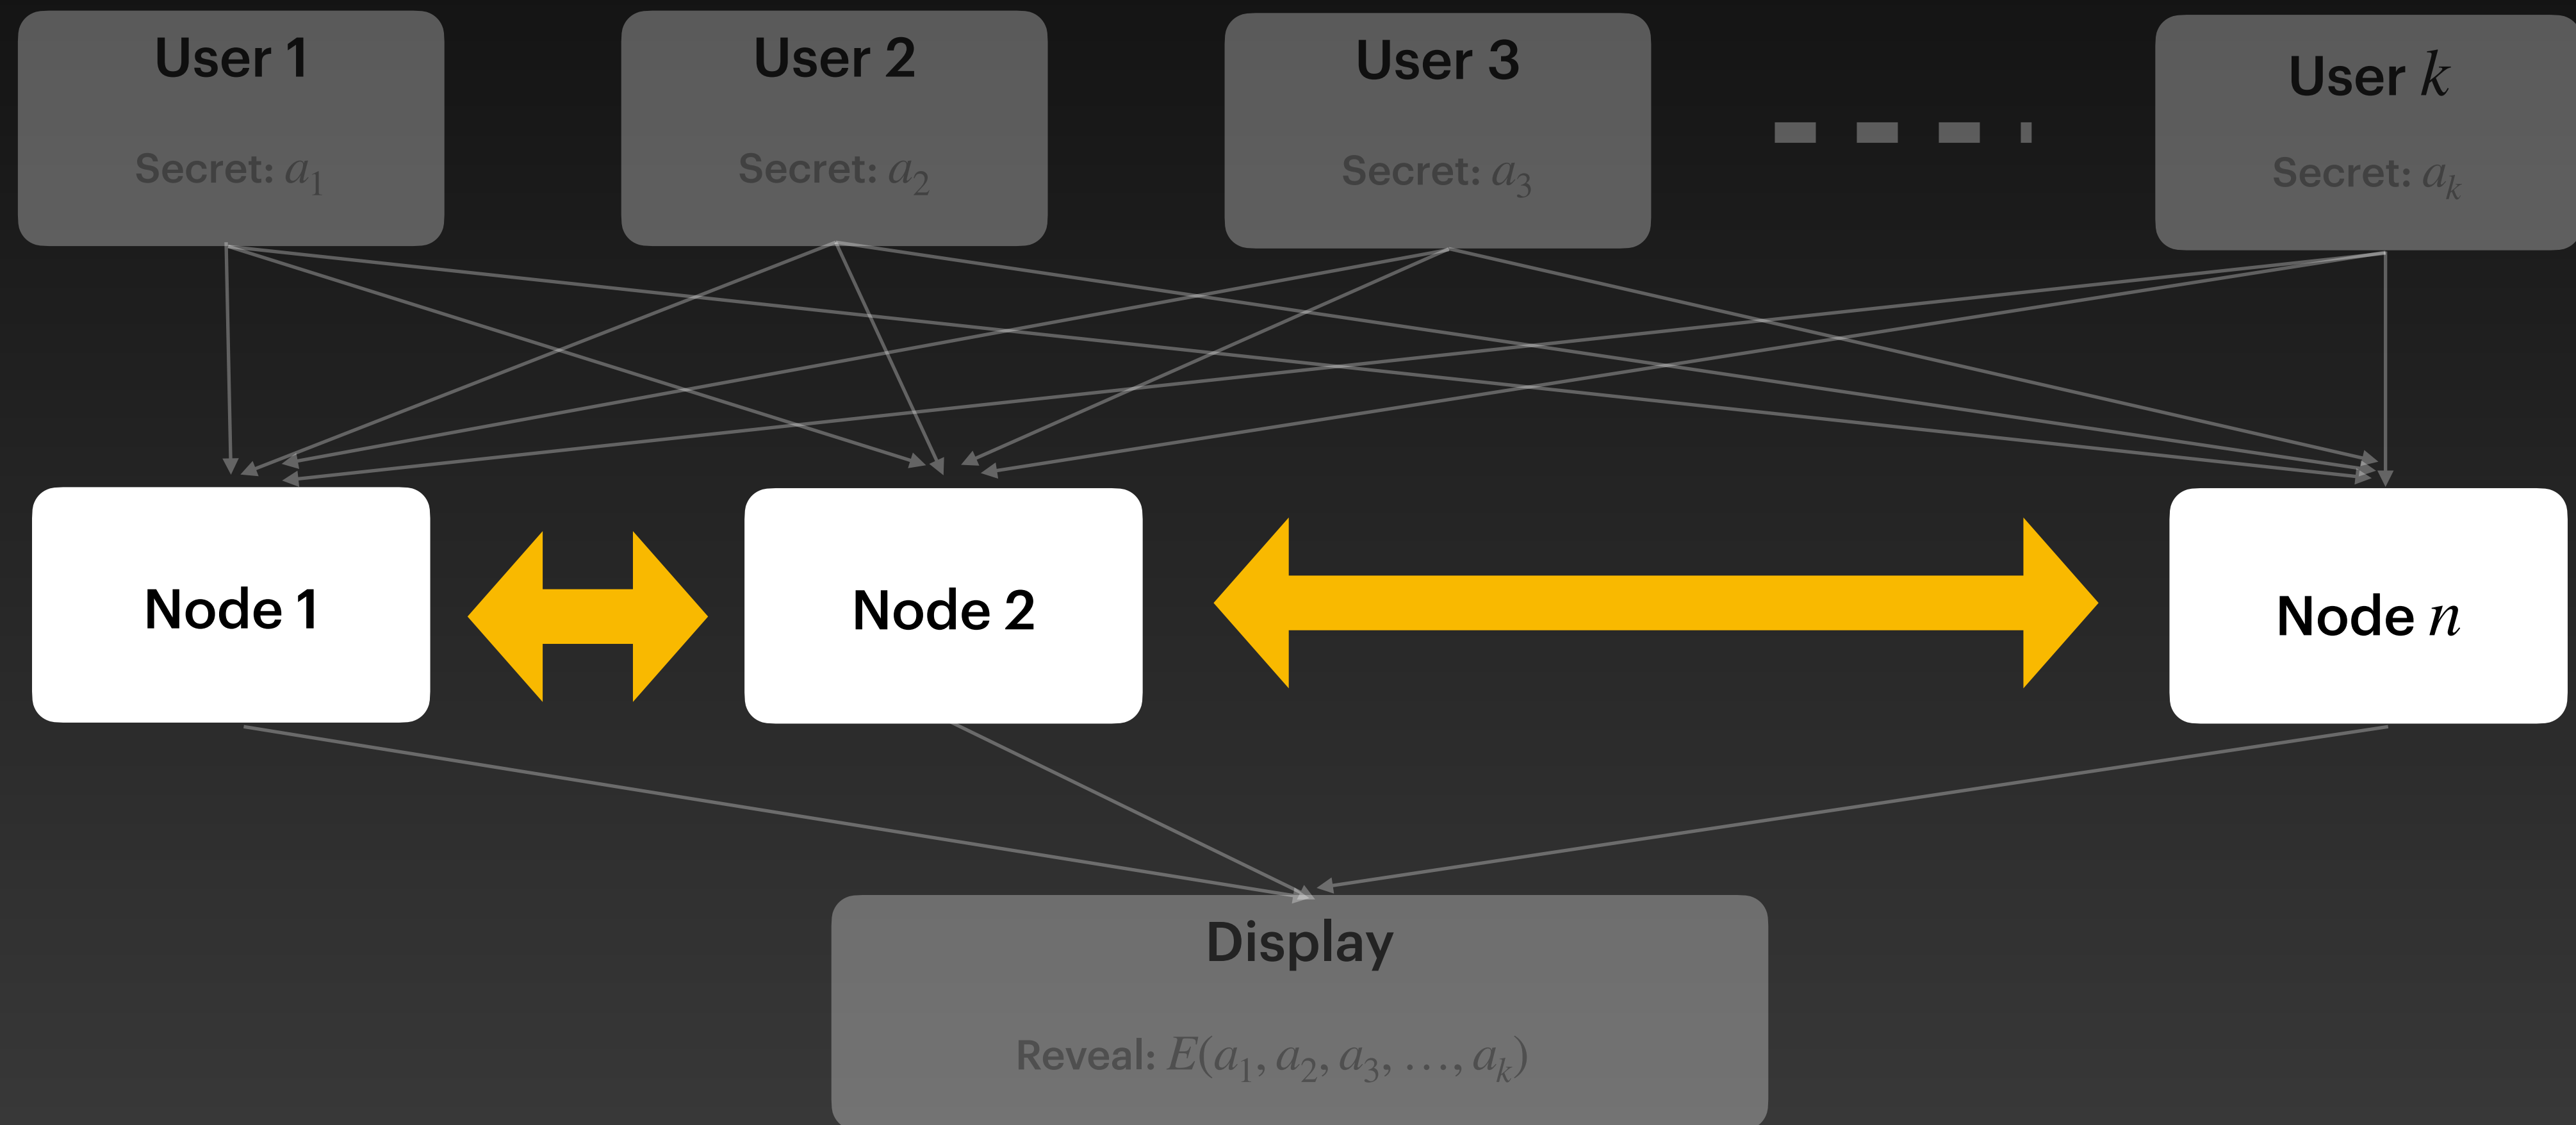 User 1
Secret: a₁
User 2
Secret: a₂
User 3
Secret: a₃
User k
Secret: aₖ
Node 1
Node 2
Node n
Display
Reveal: E(a₁, a₂, a₃, …, aₖ)